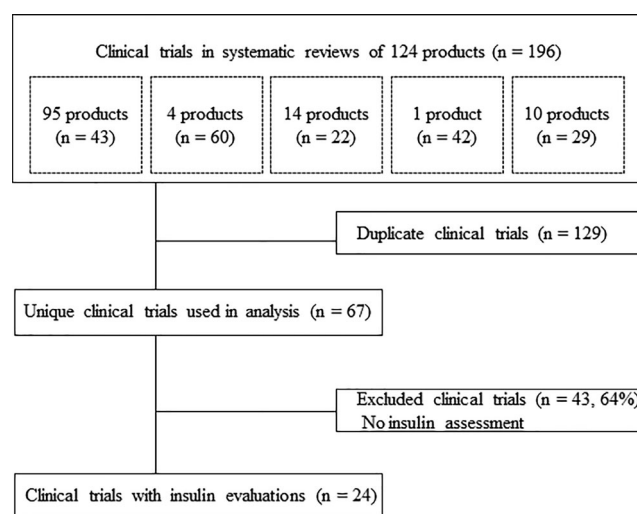 Clinical trials in systematic reviews of 124 products (n = 196)
95 products
(n = 43)
4 products
(n = 60)
14 products
(n = 22)
1 product
(n = 42)
10 products
(n = 29)
Duplicate clinical trials (n = 129)
Unique clinical trials used in analysis (n = 67)
Excluded clinical trials (n = 43, 64%)
No insulin assessment
Clinical trials with insulin evaluations (n = 24)